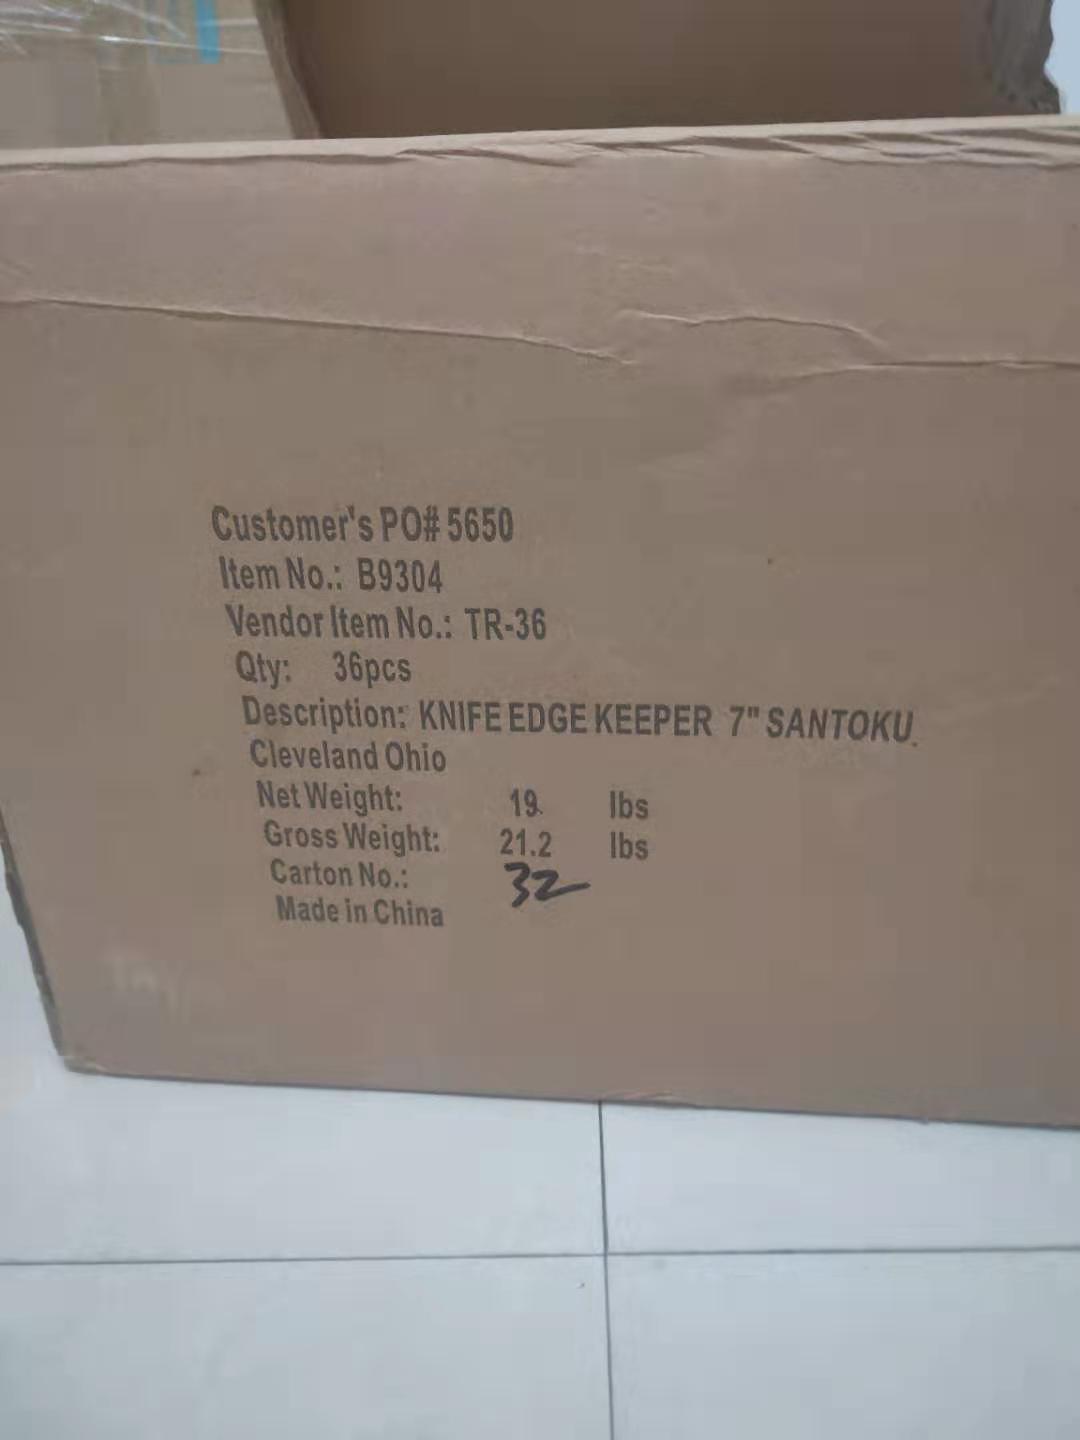 Customer's PO# 5650
Item No.: B9304
Vendor Item No.: TR-36
Qty: 36pcs
Description: KNIFE EDGE KEEPER 7" SANTOKU
Cleveland Ohio
Net Weight: 19 lbs
Gross Weight: 21.2 lbs
Carton No.: 32
Made in China